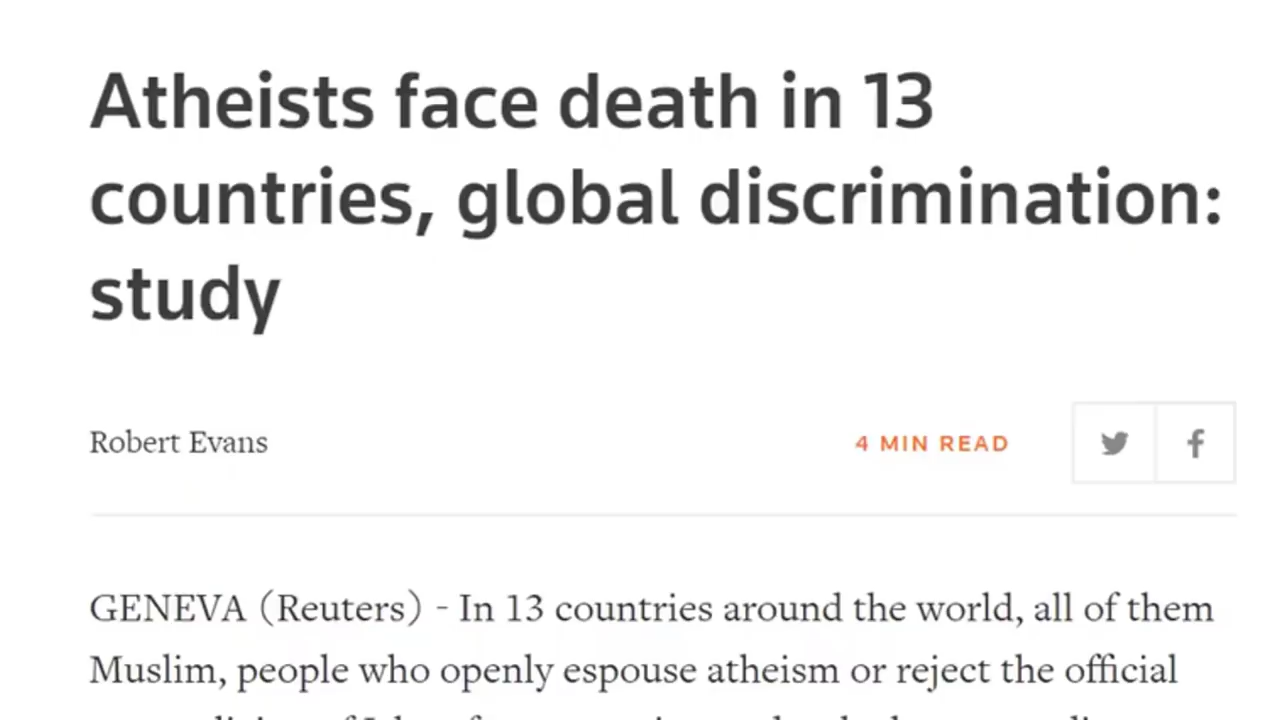 Atheists face death in 13
countries, global discrimination:
study
Robert Evans
4 MIN READ
GENEVA (Reuters) - In 13 countries around the world, all of them
Muslim, people who openly espouse atheism or reject the official